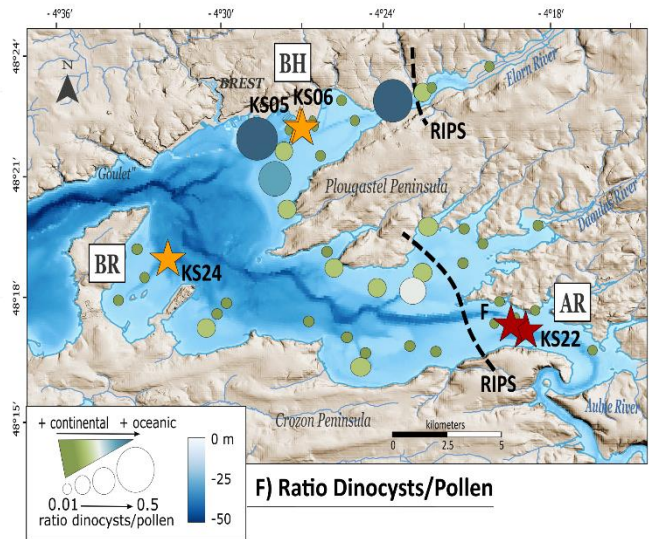 -4°36' -4°30' -4°24' -4°18'
48°24'
N
BREST
BH
KS06
KS05
Elorn River
RIPS
48°21'
"Goulet"
Plougastel Peninsula
Daoulas River
BR
KS24
48°18'
F
AR
KS22
RIPS
48°15'
Crozon Peninsula
Aulne River
kilometers
0 2,5 5 10
+ continental + oceanic
0.01 0.5
ratio dinocysts/pollen
0 m
-25
-50
F) Ratio Dinocysts/Pollen